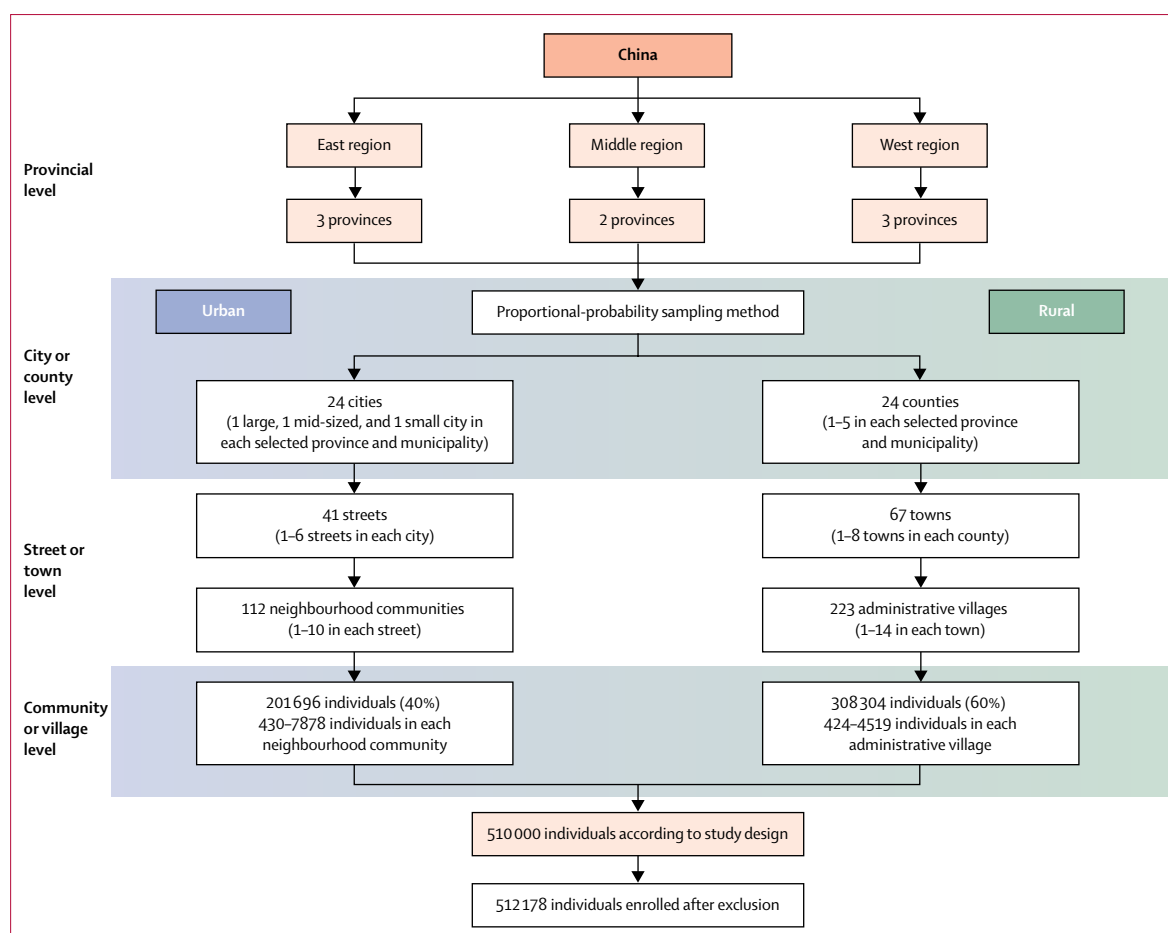 China
East region
Middle region
West region
Provincial
level
3 provinces
2 provinces
3 provinces
Urban
Proportional-probability sampling method
Rural
City or
county
level
24 cities
(1 large, 1 mid-sized, and 1 small city in
each selected province and municipality)
24 counties
(1–5 in each selected province
and municipality)
Street or
town
level
41 streets
(1–6 streets in each city)
67 towns
(1–8 towns in each county)
112 neighbourhood communities
(1–10 in each street)
223 administrative villages
(1–14 in each town)
Community
or village
level
201 696 individuals (40%)
430–7878 individuals in each
neighbourhood community
308 304 individuals (60%)
424–4519 individuals in each
administrative village
510 000 individuals according to study design
512 178 individuals enrolled after exclusion